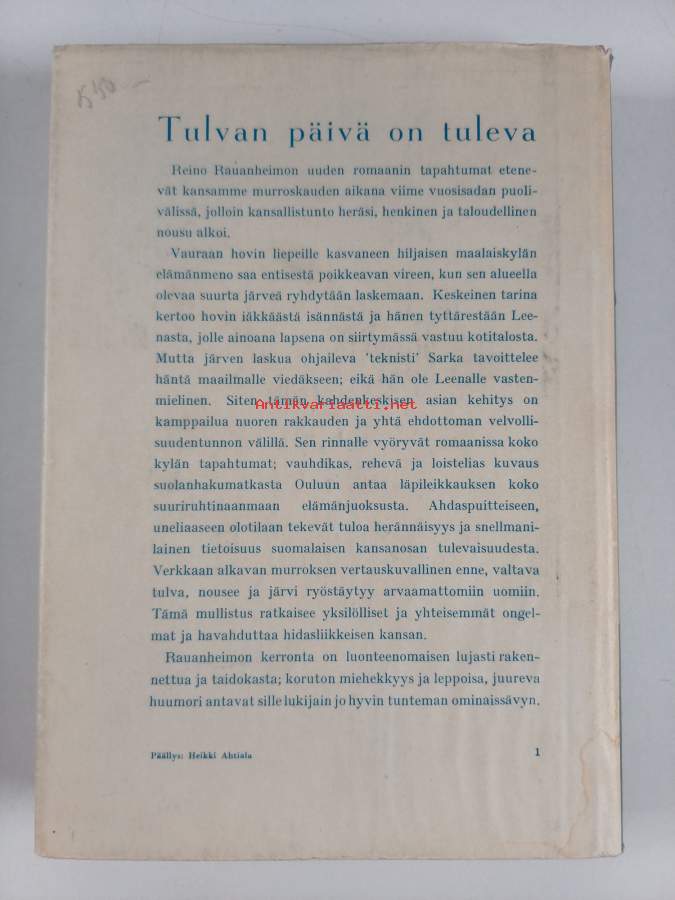 550 —
Tulvan päivä on tuleva
Reino Rauanheimon uuden romaanin tapahtumat etene-
vät kansamme murroskauden aikana viime vuosisadan puoli-
välissä, jolloin kansallistunto heräsi, henkinen ja taloudellinen
nousu alkoi.
Vauraan hovin liepeille kasvaneen hiljaisen maalaiskylän
elämänmeno saa entisestä poikkeavan vireen, kun sen alueella
olevaa suurta järveä ryhdytään laskemaan. Keskeinen tarina
kertoo hovin iäkkäästä isännästä ja hänen tyttärestään Lee-
nasta, jolle ainoana lapsena on siirtymässä vastuu kotitalosta.
Mutta järven laskua ohjaileva 'teknisti' Sarka tavoittelee
häntä maailmalle viedäkseen; eikä hän ole Leenalle vasten-
mielinen. Siten tämän kahdenkeskisen asian kehitys on
Antikvariaatti.net
kamppailua nuoren rakkauden ja yhtä ehdottoman velvolli-
suudentunnon välillä. Sen rinnalle vyöryvät romaanissa koko
kylän tapahtumat; vauhdikas, rehevä ja loistelias kuvaus
suolanhakumatkasta Ouluun antaa läpileikkauksen koko
suuriruhtinaanmaan elämänjuoksusta. Ahdaspuitteiseen,
uneliaaseen olotilaan tekevät tuloa herännäisyys ja snellmani-
lainen tietoisuus suomalaisen kansanosan tulevaisuudesta.
Verkkaan alkavan murroksen vertauskuvallinen enne, valtava
tulva, nousee ja järvi ryöstäytyy arvaamattomiin uomiin.
Tämä mullistus ratkaisee yksilölliset ja yhteisemmät ongel-
mat ja havahduttaa hidasliikkeisen kansan.
Rauanheimon kerronta on luonteenomaisen lujasti raken-
nettua ja taidokasta; koruton miehekkyys ja leppoisa, juureva
huumori antavat sille lukijain jo hyvin tunteman ominaissävyn.
Päällys: Heikki Ahtiala 1